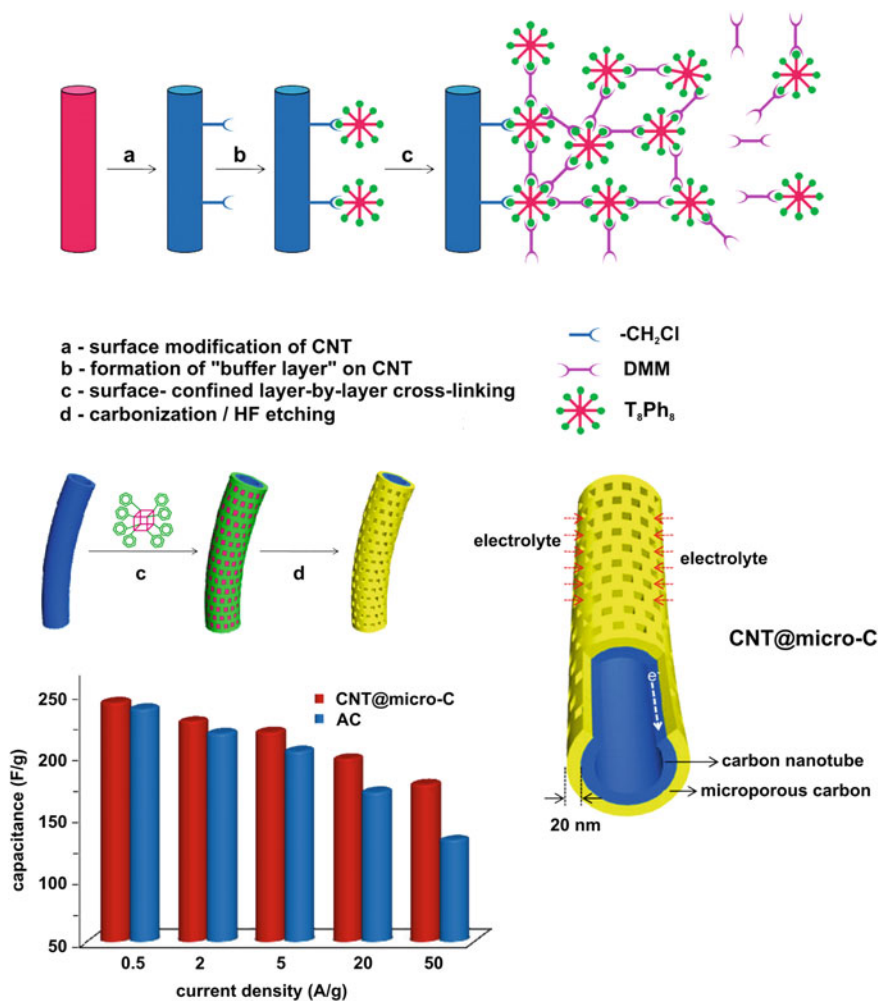 a
b
c
a - surface modification of CNT
b - formation of "buffer layer" on CNT
c - surface- confined layer-by-layer cross-linking
d - carbonization / HF etching
-CH₂Cl
DMM
T₈Ph₈
c
d
electrolyte
electrolyte
CNT@micro-C
e⁻
carbon nanotube
microporous carbon
20 nm
CNT@micro-C
AC
capacitance (F/g)
250
200
150
100
50
0.5 2 5 20 50
current density (A/g)